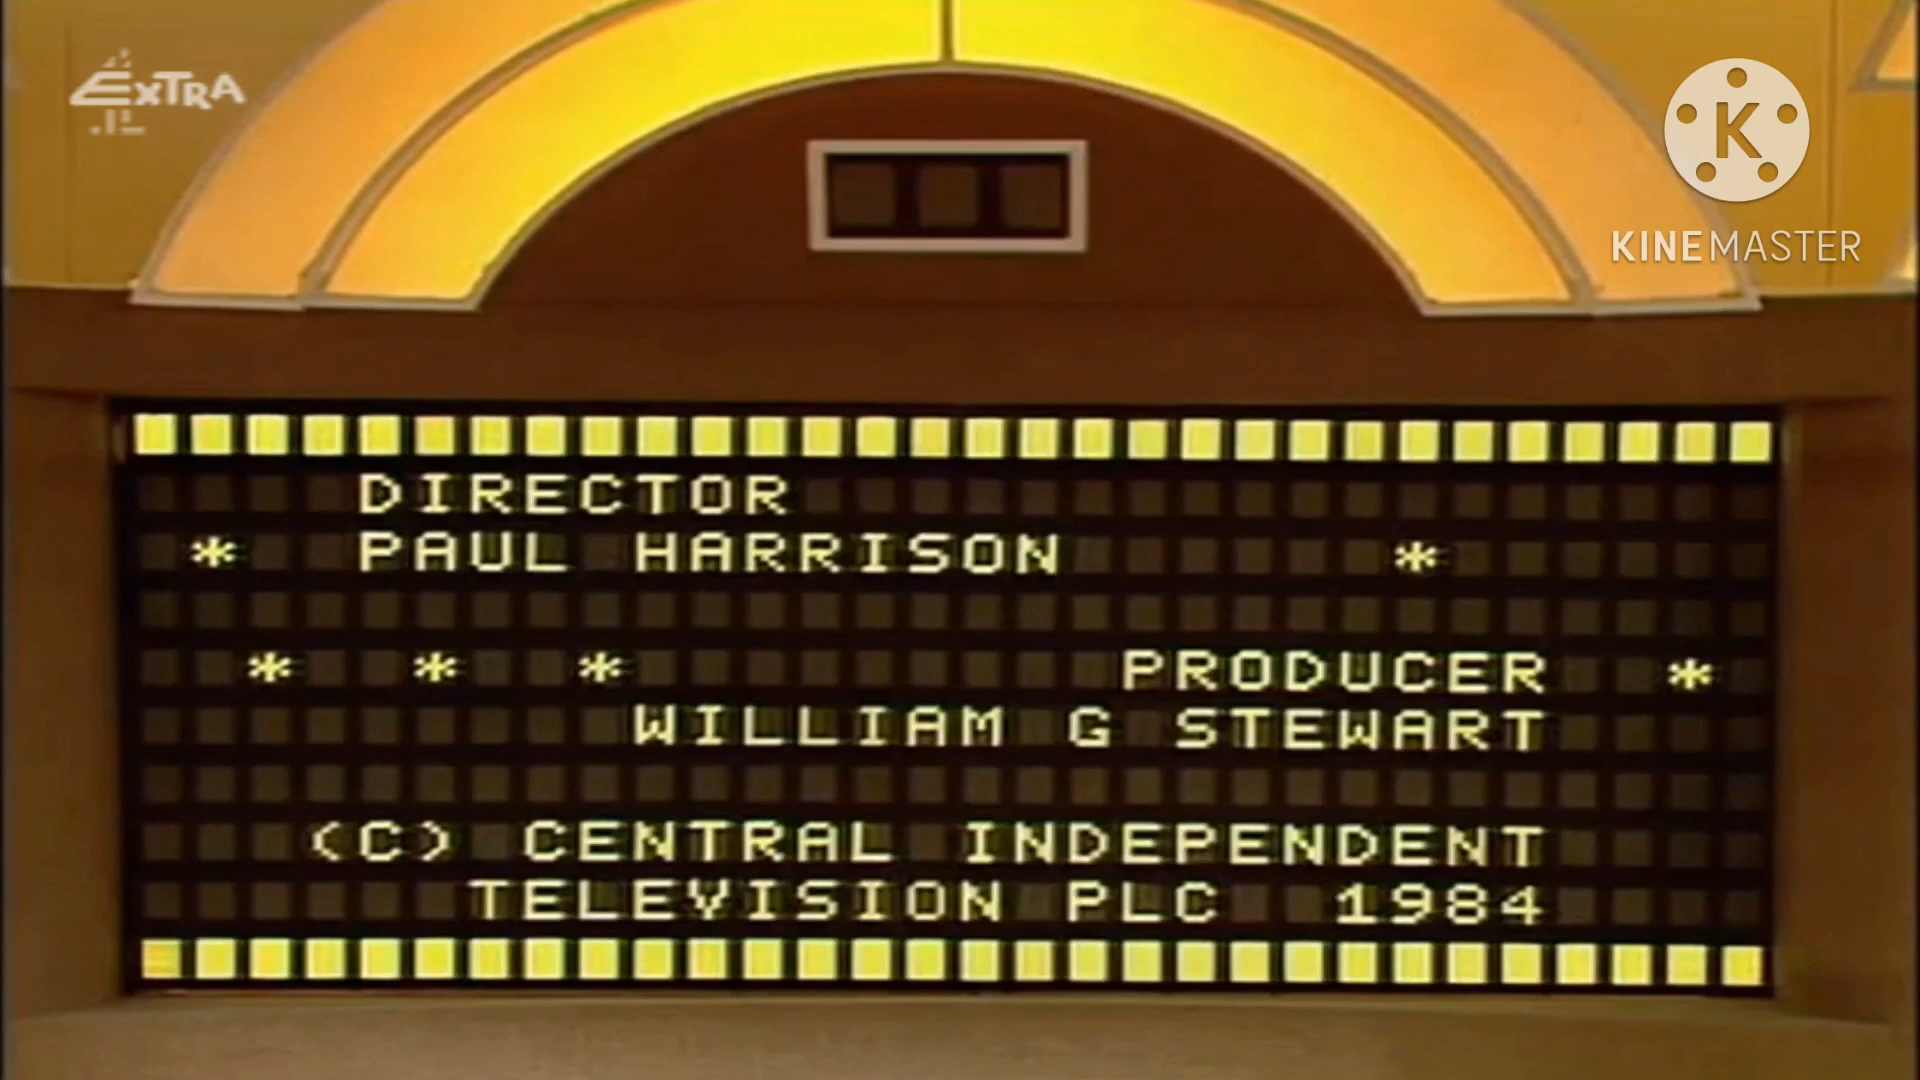 EXTRA
K
KINEMASTER
DIRECTOR
* PAUL HARRISON *
* * * PRODUCER *
WILLIAM G STEWART
(C) CENTRAL INDEPENDENT
TELEVISION PLC 1984